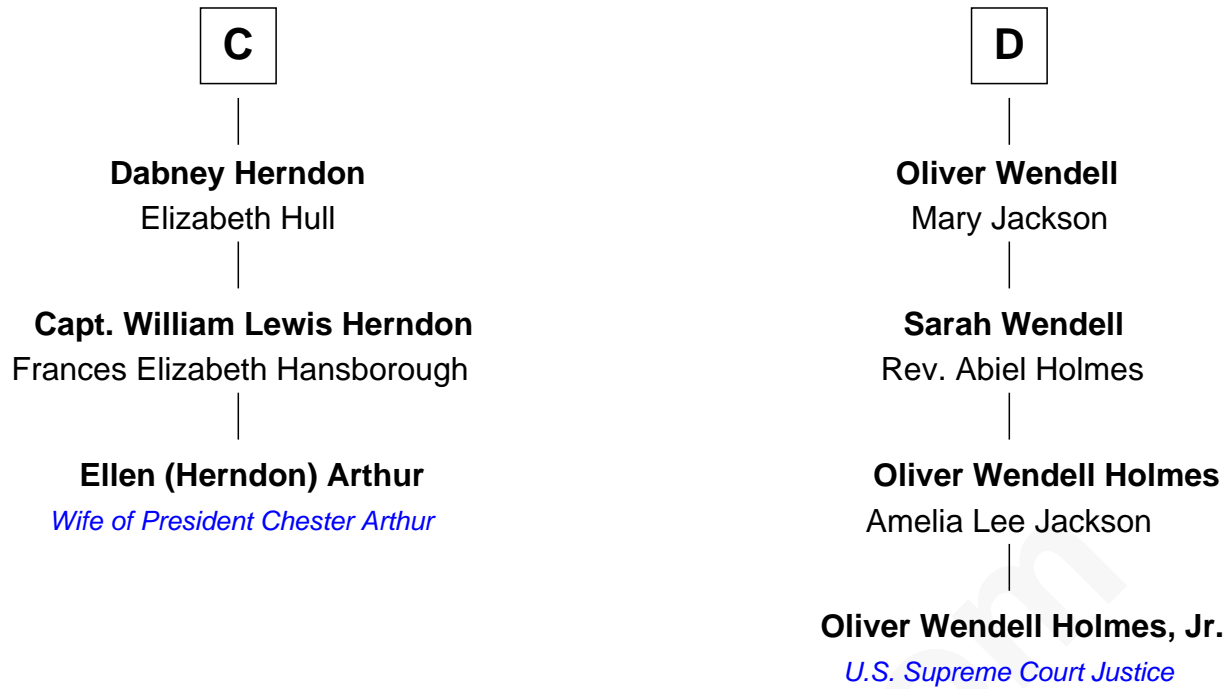 C
Dabney Herndon
Elizabeth Hull
Capt. William Lewis Herndon
Frances Elizabeth Hansborough
Ellen (Herndon) Arthur
Wife of President Chester Arthur
D
Oliver Wendell
Mary Jackson
Sarah Wendell
Rev. Abiel Holmes
Oliver Wendell Holmes
Amelia Lee Jackson
Oliver Wendell Holmes, Jr.
U.S. Supreme Court Justice